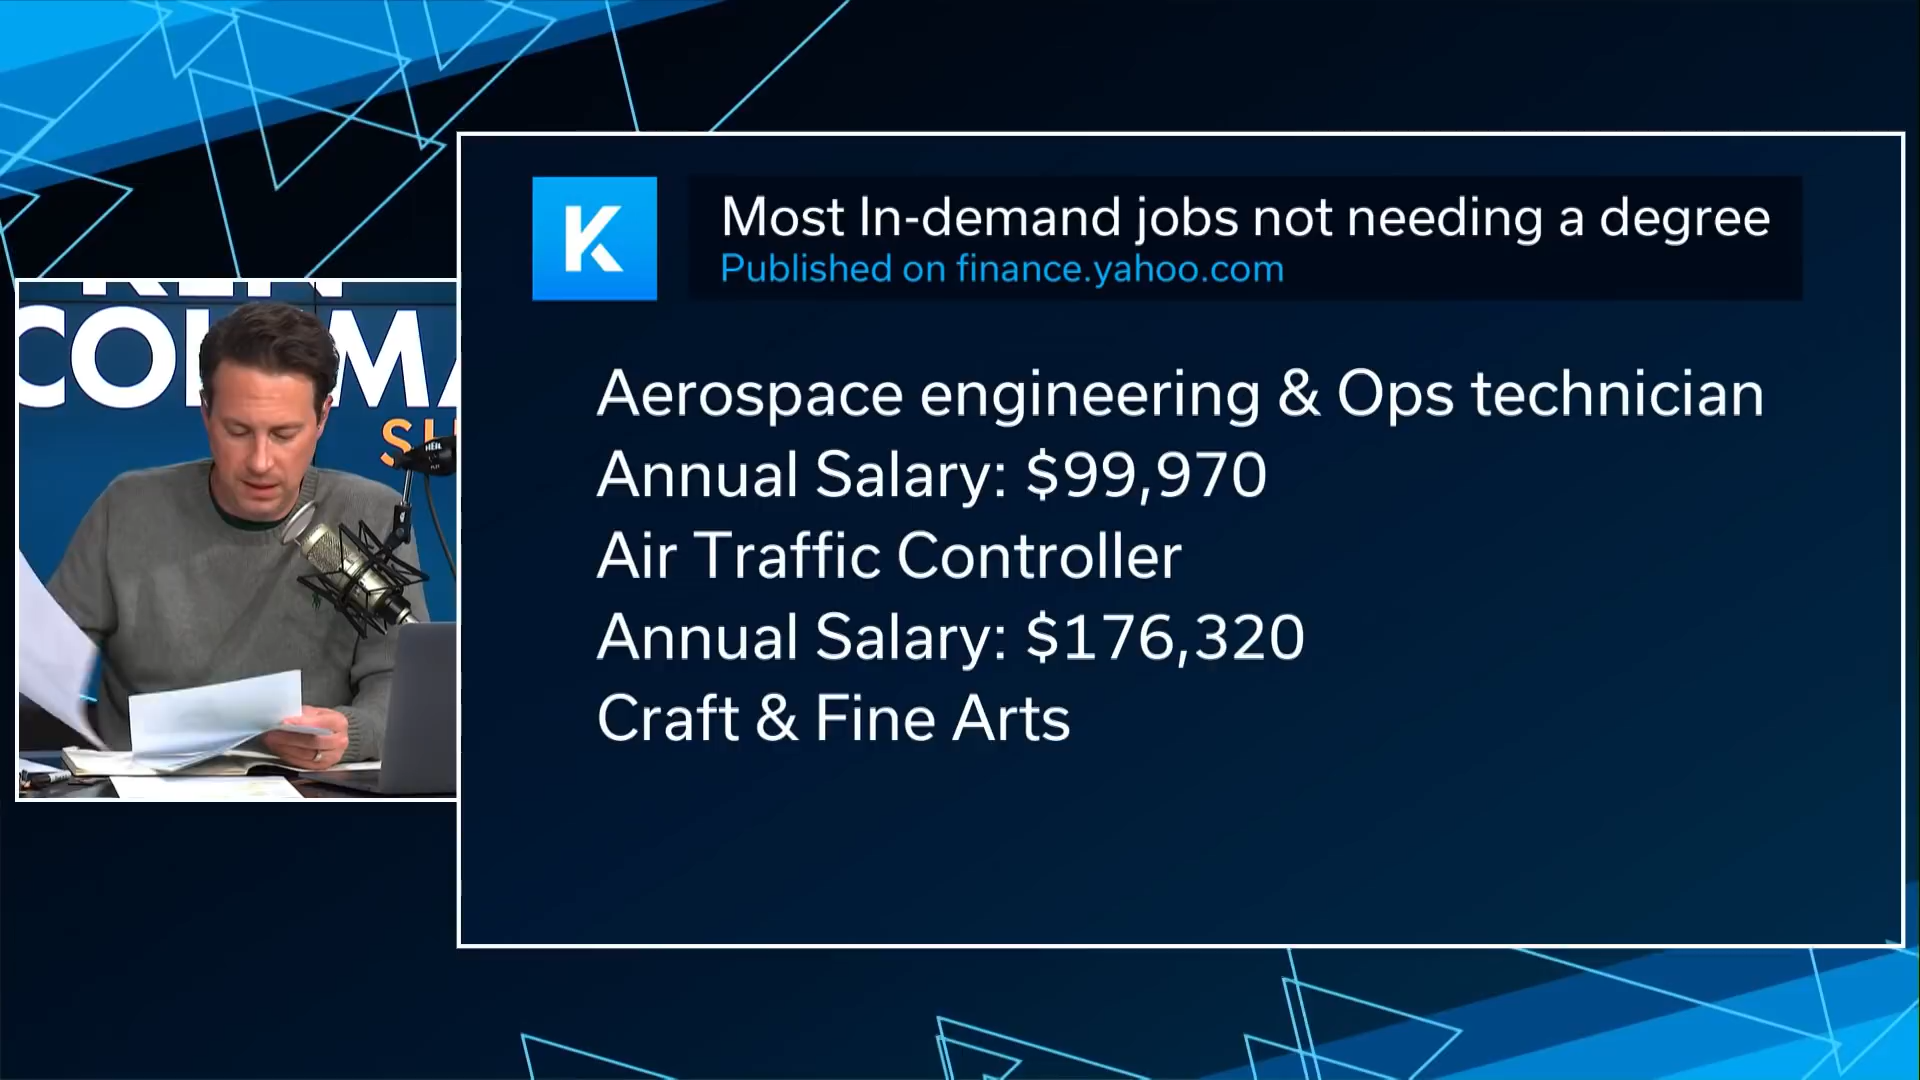 K
Most In-demand jobs not needing a degree
Published on finance.yahoo.com
Aerospace engineering & Ops technician
Annual Salary: $99,970
Air Traffic Controller
Annual Salary: $176,320
Craft & Fine Arts
HEIL